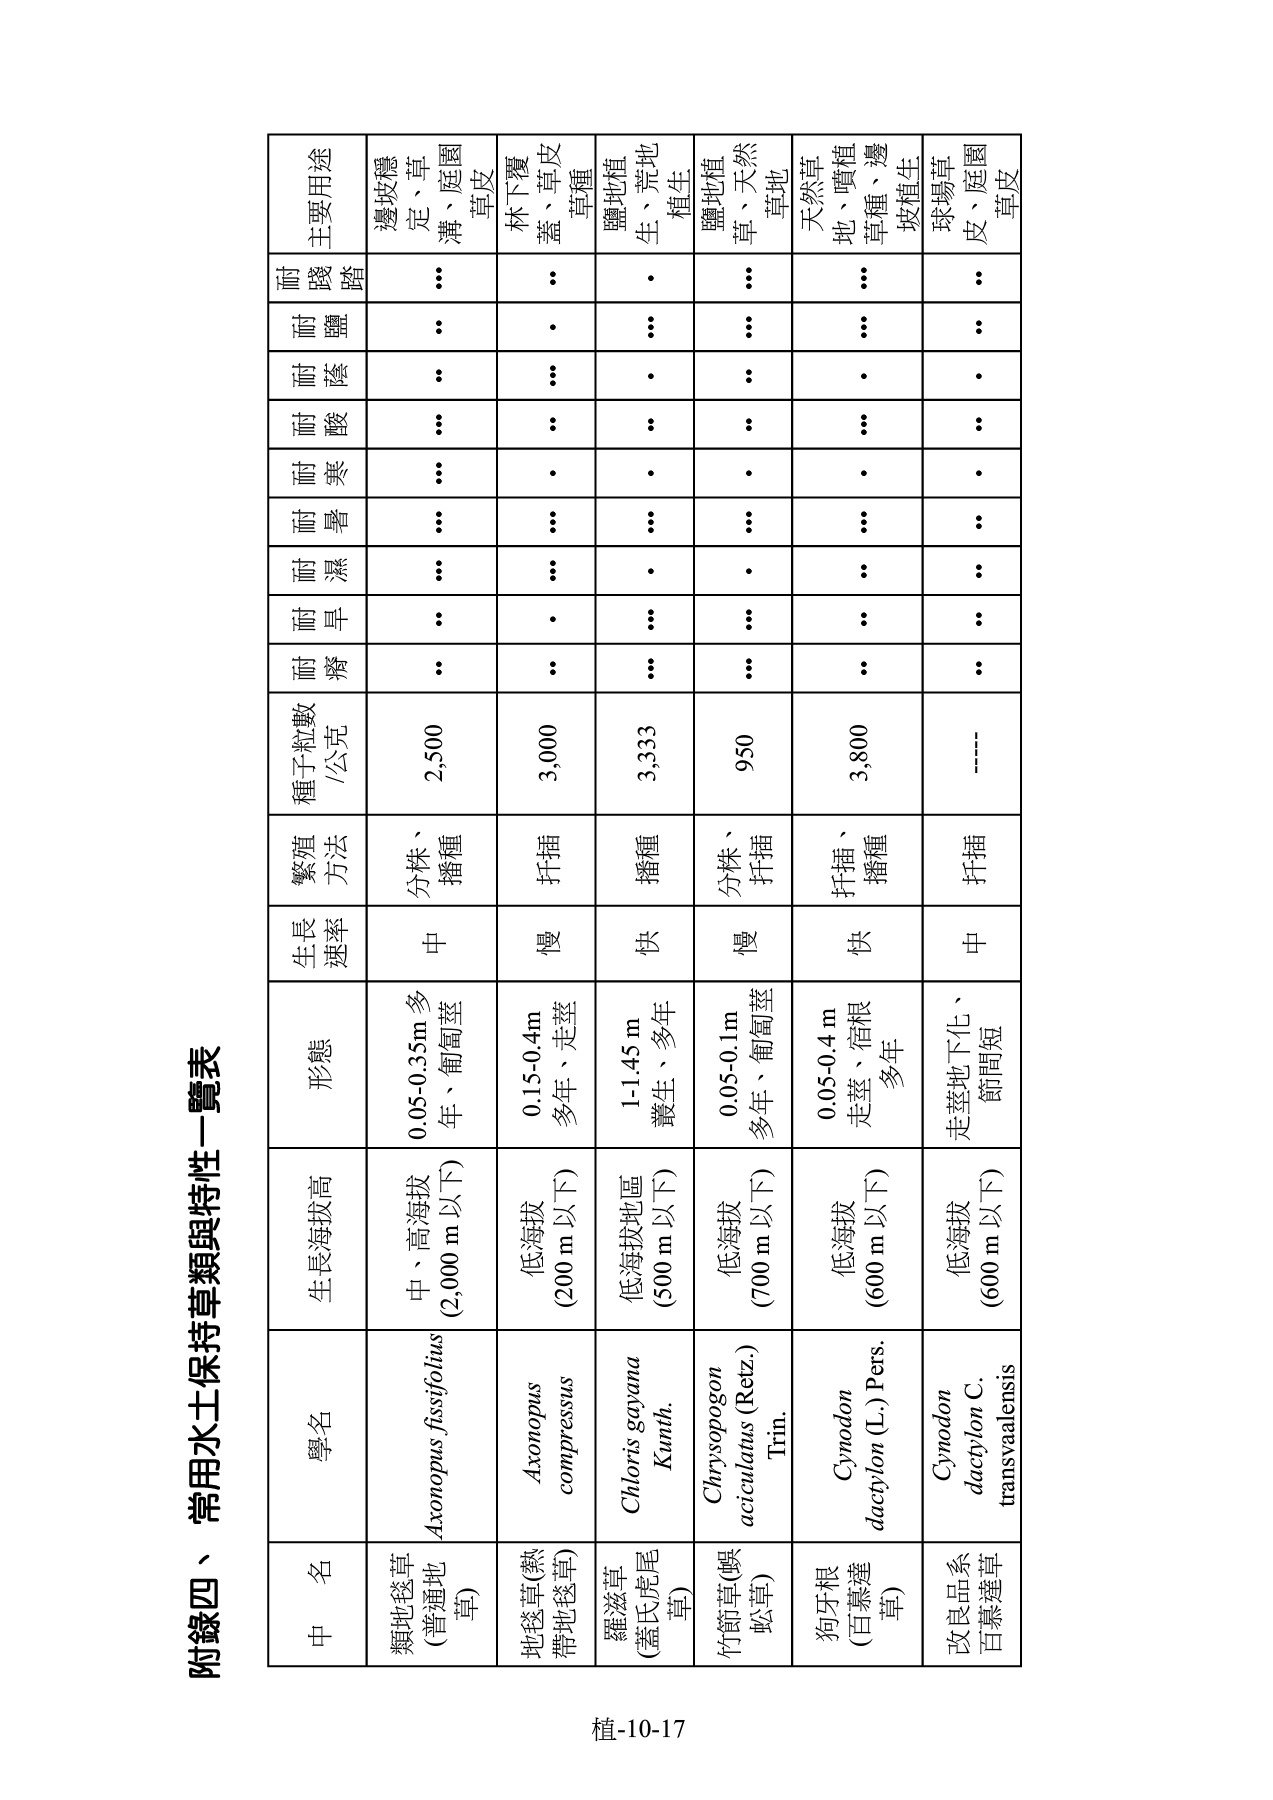 附錄四、 常用水土保持草類與特性一覽表
中 名
學名
生長海拔高
形態
生長
速率
繁殖
方法
種子粒數
/公克
耐
瘠
耐
旱
耐
濕
耐
暑
耐
寒
耐
酸
耐
蔭
耐
鹽
耐
踐
踏
主要用途
類地毯草
(普通地
草)
Axonopus fissifolius
中、高海拔
(2,000 m 以下)
0.05-0.35m 多
年、匍匐莖
中
分株、
播種
2,500
••
••
•••
•••
•••
•••
••
••
•••
邊坡穩
定、草
溝、庭園
草皮
地毯草(熱
帶地毯草)
Axonopus
compressus
低海拔
(200 m 以下)
0.15-0.4m
多年、走莖
慢
扦插
3,000
••
•
•••
•••
•
••
•••
•
••
林下覆
蓋、草皮
草種
羅滋草
(蓋氏虎尾
草)
Chloris gayana
Kunth.
低海拔地區
(500 m 以下)
1-1.45 m
叢生、多年
快
播種
3,333
•••
•••
•
•••
•
••
•
•••
•
鹽地植
生、荒地
植生
竹節草(蜈
蚣草)
Chrysopogon
aciculatus (Retz.)
Trin.
低海拔
(700 m 以下)
0.05-0.1m
多年、匍匐莖
慢
分株、
扦插
950
•••
•••
•
•••
•
••
••
•••
•••
鹽地植
草、天然
草地
狗牙根
(百慕達
草)
Cynodon
dactylon (L.) Pers.
低海拔
(600 m 以下)
0.05-0.4 m
走莖、宿根
多年
快
扦插、
播種
3,800
••
••
••
•••
•
•••
•
•••
•••
天然草
地、噴植
草種、邊
坡植生
改良品系
百慕達草
Cynodon
dactylon C.
transvaalensis
低海拔
(600 m 以下)
走莖地下化、
節間短
中
扦插
-----
••
••
••
••
•
••
•
••
••
球場草
皮、庭園
草皮
植-10-17